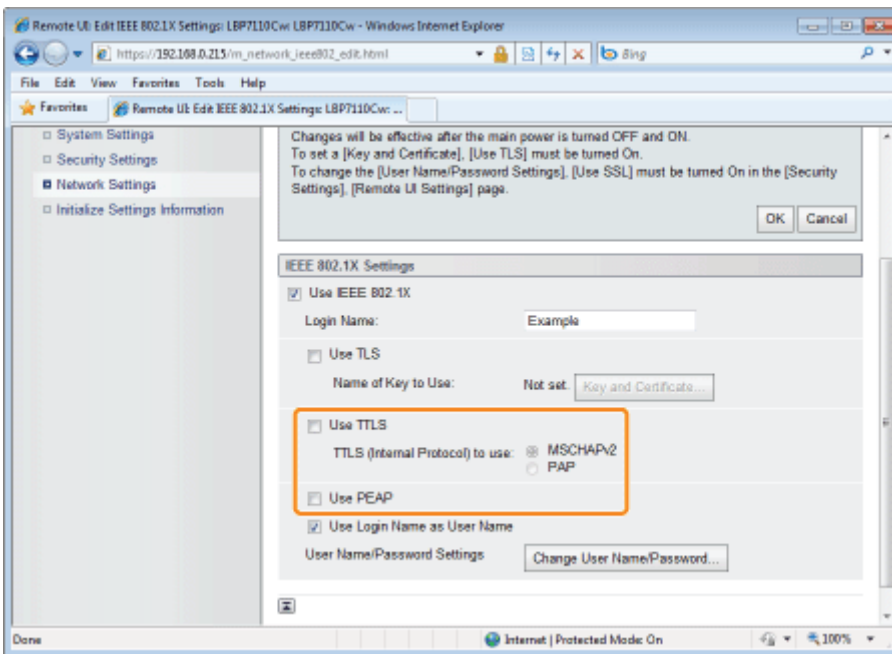 Remote UI: Edit IEEE 802.1X Settings: LBP7110Cw: LBP7110Cw - Windows Internet Explorer
https://192.168.0.215/m_network_ieee802_edit.html
Bing
File Edit View Favorites Tools Help
Favorites Remote UI: Edit IEEE 802.1X Settings: LBP7110Cw: ...
System Settings
Security Settings
Network Settings
Initialize Settings Information
Changes will be effective after the main power is turned OFF and ON.
To set a [Key and Certificate], [Use TLS] must be turned On.
To change the [User Name/Password Settings], [Use SSL] must be turned On in the [Security
Settings], [Remote UI Settings] page.
OK Cancel
IEEE 802.1X Settings
Use IEEE 802.1X
Login Name: Example
Use TLS
Name of Key to Use: Not set. Key and Certificate...
Use TTLS
TTLS (Internal Protocol) to use: MSCHAPv2
PAP
Use PEAP
Use Login Name as User Name
User Name/Password Settings Change User Name/Password...
Done Internet | Protected Mode: On 100%